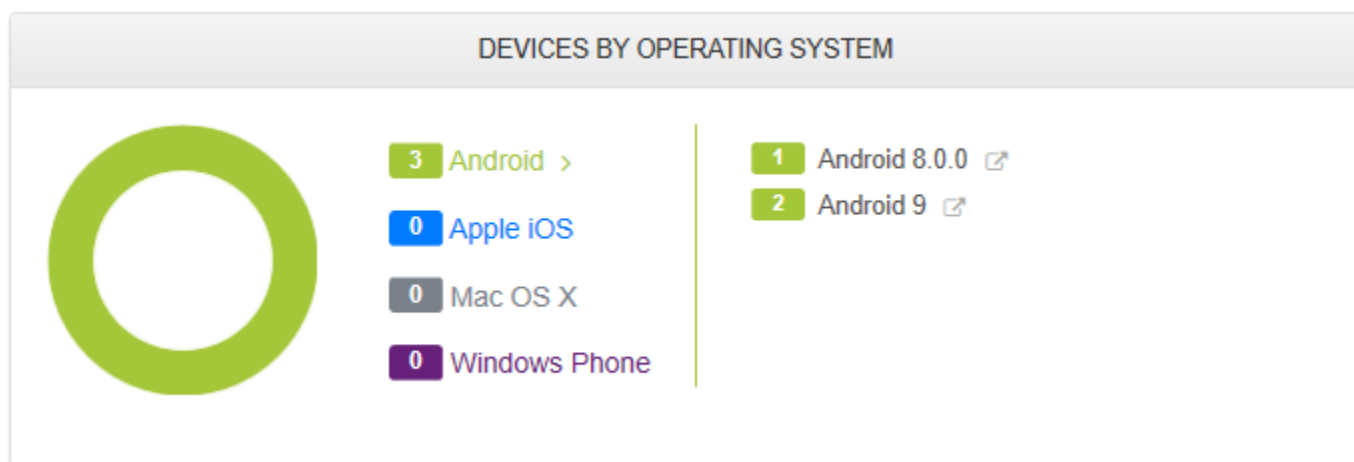 DEVICES BY OPERATING SYSTEM
3 Android >
0 Apple iOS
0 Mac OS X
0 Windows Phone
1 Android 8.0.0
2 Android 9